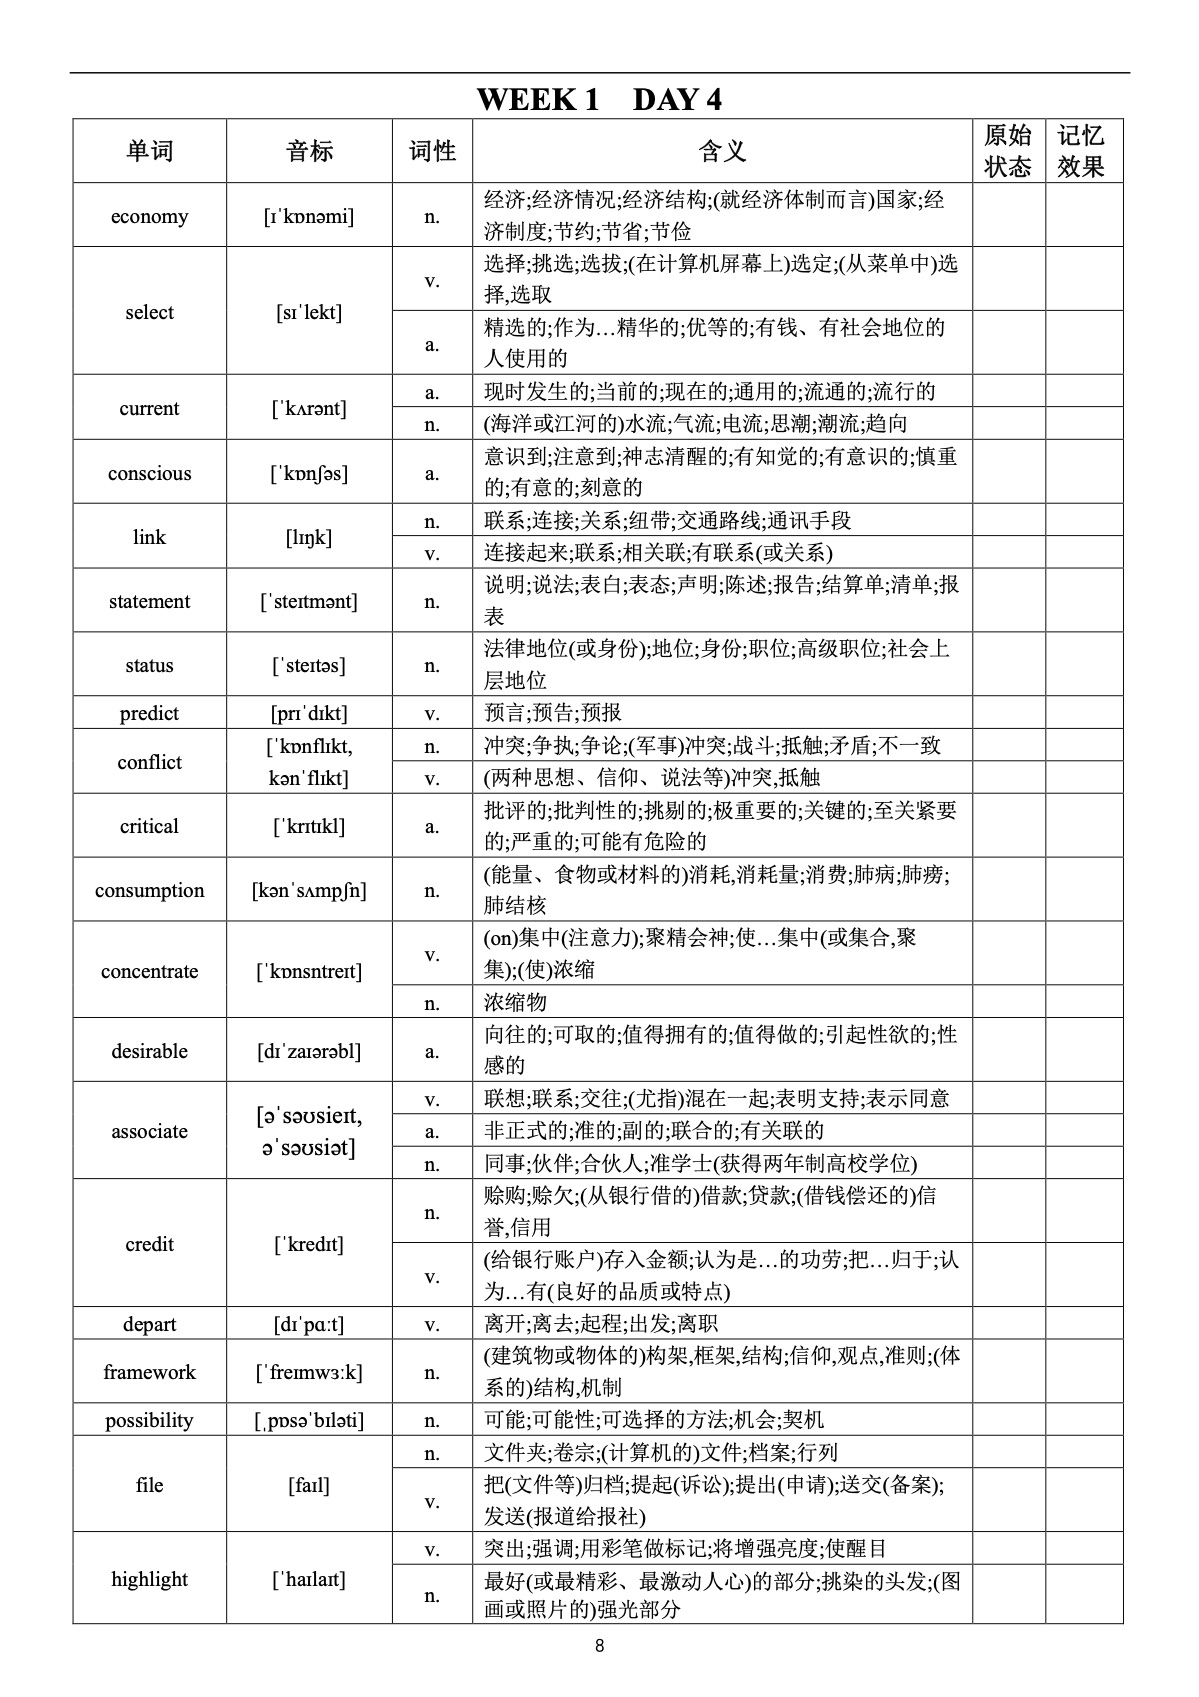 WEEK 1 DAY 4
单词 音标 词性 含义 原始状态 记忆效果
economy [ɪˈkɒnəmi] n. 经济;经济情况;经济结构;(就经济体制而言)国家;经
济制度;节约;节省;节俭
select [sɪˈlekt] v. 选择;挑选;选拔;(在计算机屏幕上)选定;(从菜单中)选
择,选取
a. 精选的;作为…精华的;优等的;有钱、有社会地位的
人使用的
current [ˈkʌrənt] a. 现时发生的;当前的;现在的;通用的;流通的;流行的
n. (海洋或江河的)水流;气流;电流;思潮;潮流;趋向
conscious [ˈkɒnʃəs] a. 意识到;注意到;神志清醒的;有知觉的;有意识的;慎重
的;有意的;刻意的
link [lɪŋk] n. 联系;连接;关系;纽带;交通路线;通讯手段
v. 连接起来;联系;相关联;有联系(或关系)
statement [ˈsteɪtmənt] n. 说明;说法;表白;表态;声明;陈述;报告;结算单;清单;报
表
status [ˈsteɪtəs] n. 法律地位(或身份);地位;身份;职位;高级职位;社会上
层地位
predict [prɪˈdɪkt] v. 预言;预告;预报
conflict [ˈkɒnflɪkt, n. 冲突;争执;争论;(军事)冲突;战斗;抵触;矛盾;不一致
kənˈflɪkt] v. (两种思想、信仰、说法等)冲突,抵触
critical [ˈkrɪtɪkl] a. 批评的;批判性的;挑剔的;极重要的;关键的;至关紧要
的;严重的;可能有危险的
consumption [kənˈsʌmpʃn] n. (能量、食物或材料的)消耗,消耗量;消费;肺病;肺痨;
肺结核
concentrate [ˈkɒnsntreɪt] v. (on)集中(注意力);聚精会神;使…集中(或集合,聚
集);(使)浓缩
n. 浓缩物
desirable [dɪˈzaɪərəbl] a. 向往的;可取的;值得拥有的;值得做的;引起性欲的;性
感的
associate [əˈsəʊsieɪt, v. 联想;联系;交往;(尤指)混在一起;表明支持;表示同意
əˈsəʊsiət] a. 非正式的;准的;副的;联合的;有关联的
n. 同事;伙伴;合伙人;准学士(获得两年制高校学位)
credit [ˈkredɪt] n. 赊购;赊欠;(从银行借的)借款;贷款;(借钱偿还的)信
誉,信用
v. (给银行账户)存入金额;认为是…的功劳;把…归于;认
为…有(良好的品质或特点)
depart [dɪˈpɑːt] v. 离开;离去;起程;出发;离职
framework [ˈfreɪmwɜːk] n. (建筑物或物体的)构架,框架,结构;信仰,观点,准则;(体
系的)结构,机制
possibility [ˌpɒsəˈbɪləti] n. 可能;可能性;可选择的方法;机会;契机
file [faɪl] n. 文件夹;卷宗;(计算机的)文件;档案;行列
v. 把(文件等)归档;提起(诉讼);提出(申请);送交(备案);
发送(报道给报社)
highlight [ˈhaɪlaɪt] v. 突出;强调;用彩笔做标记;将增强亮度;使醒目
n. 最好(或最精彩、最激动人心)的部分;挑染的头发;(图
画或照片的)强光部分
8